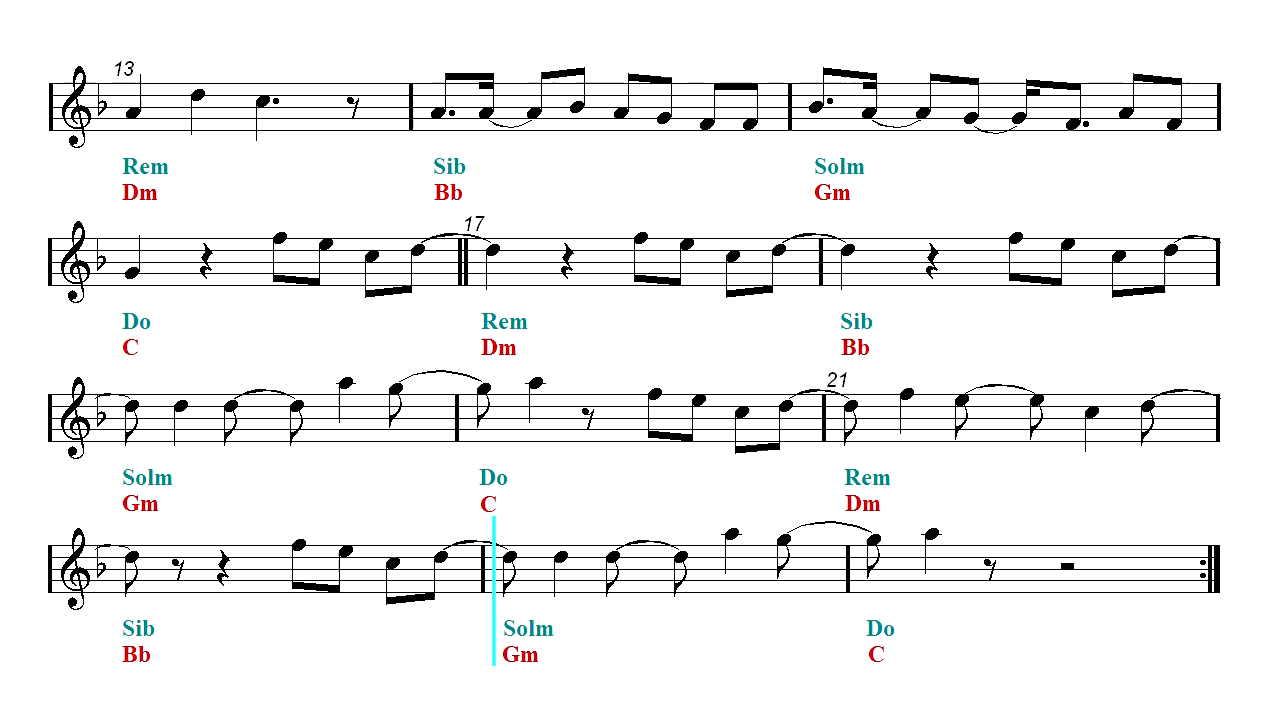 13
Rem Sib Solm
Dm Bb Gm
17
Do Rem Sib
C Dm Bb
21
Solm Do Rem
Gm C Dm
Sib Solm Do
Bb Gm C